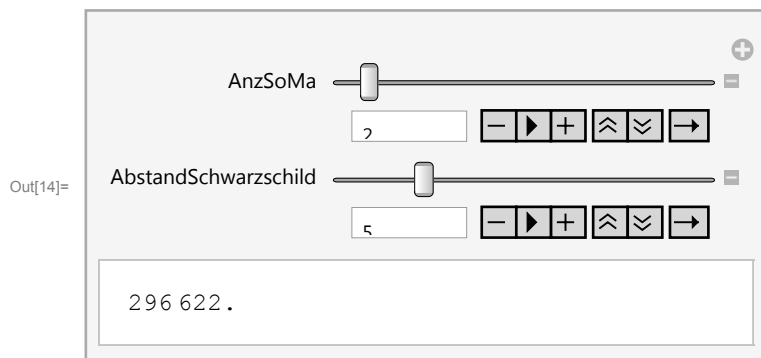 AnzSoMa
2
Out[14]=
AbstandSchwarzschild
5
296 622.